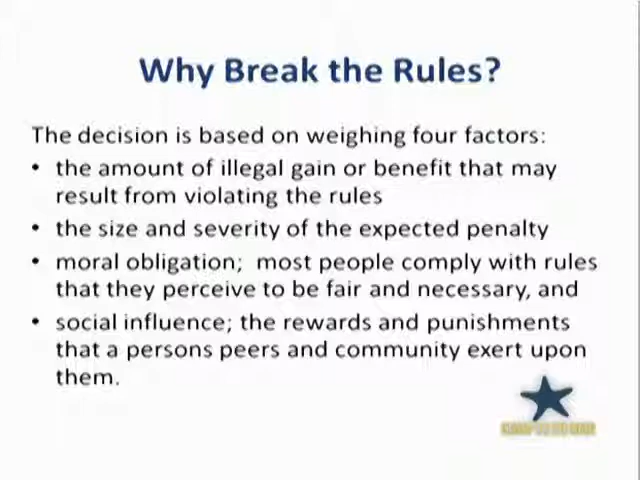 Why Break the Rules?
The decision is based on weighing four factors:
• the amount of illegal gain or benefit that may
result from violating the rules
• the size and severity of the expected penalty
• moral obligation;  most people comply with rules
that they perceive to be fair and necessary, and
• social influence; the rewards and punishments
that a persons peers and community exert upon
them.